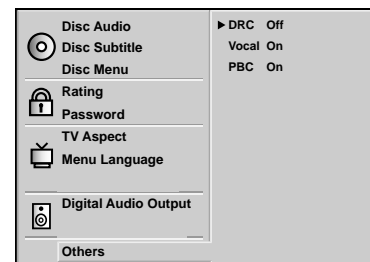 Disc Audio
Disc Subtitle
Disc Menu
Rating
Password
TV Aspect
Menu Language
Digital Audio Output
Others
DRC Off
Vocal On
PBC On